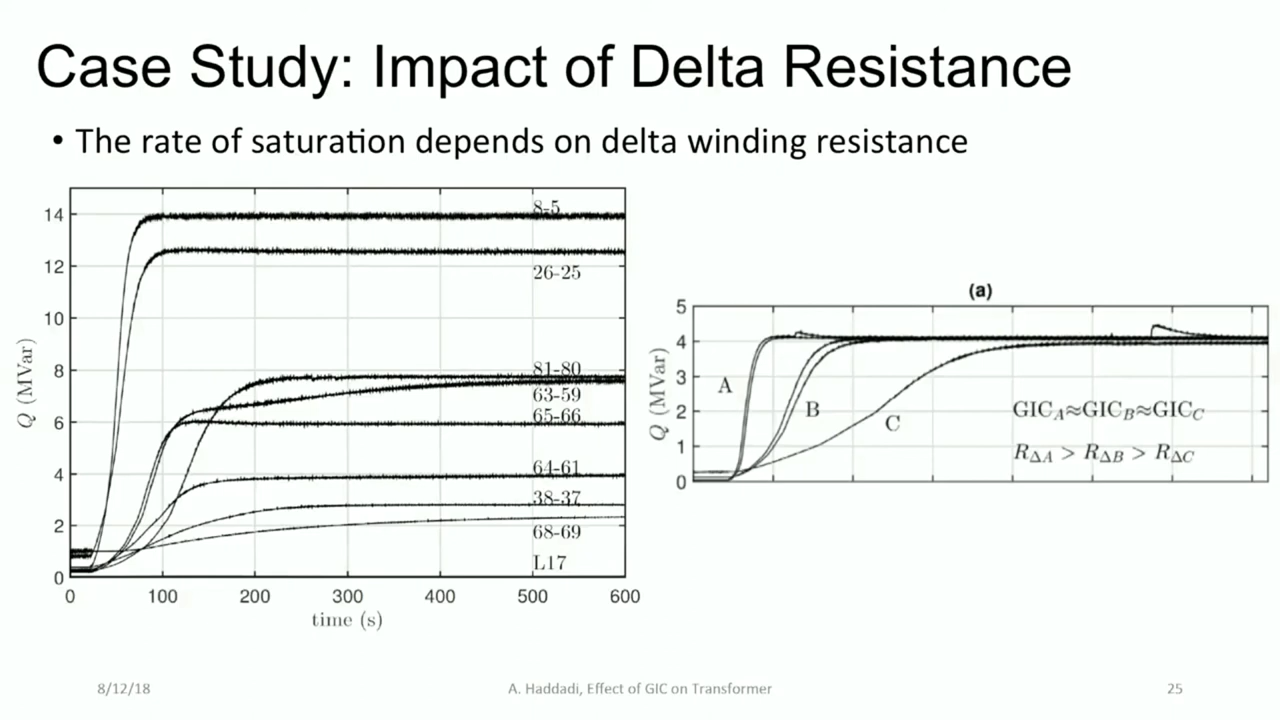 Case Study: Impact of Delta Resistance
• The rate of saturation depends on delta winding resistance
14
12
10
8
6
4
2
0
Q (MVar)
8-5
26-25
81-80
63-59
65-66
64-61
38-37
68-69
L17
0 100 200 300 400 500 600
time (s)
(a)
5
4
3
2
1
0
Q (MVar)
A
B
C
GIC_A≈GIC_B≈GIC_C
R_ΔA > R_ΔB > R_ΔC
8/12/18
A. Haddadi, Effect of GIC on Transformer
25